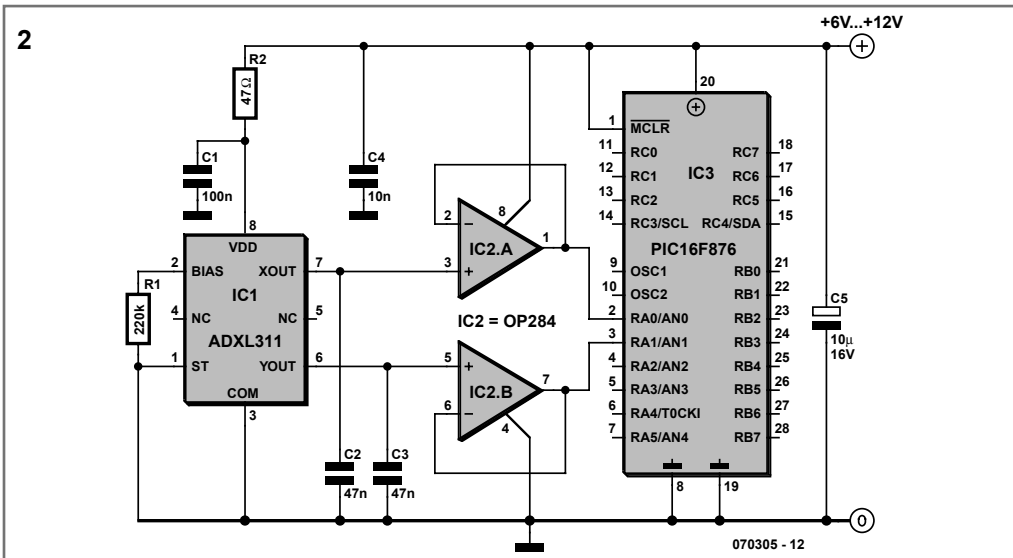 2
+6V...+12V
R2
47Ω
C1
100n
C4
10n
8
VDD
2
BIAS
XOUT
7
R1
220k
IC1
4
NC
NC
5
ADXL311
1
ST
YOUT
6
COM
3
C2
47n
C3
47n
2
8
1
IC2.A
3
IC2 = OP284
5
7
IC2.B
6
4
20
1
MCLR
11
RC0
RC7
18
IC3
12
RC1
RC6
17
13
RC2
RC5
16
14
RC3/SCL
RC4/SDA
15
PIC16F876
9
OSC1
RB0
21
10
OSC2
RB1
22
2
RA0/AN0
RB2
23
3
RA1/AN1
RB3
24
4
RA2/AN2
RB4
25
5
RA3/AN3
RB5
26
6
RA4/T0CKI
RB6
27
7
RA5/AN4
RB7
28
8
19
C5
10µ
16V
0
070305 - 12